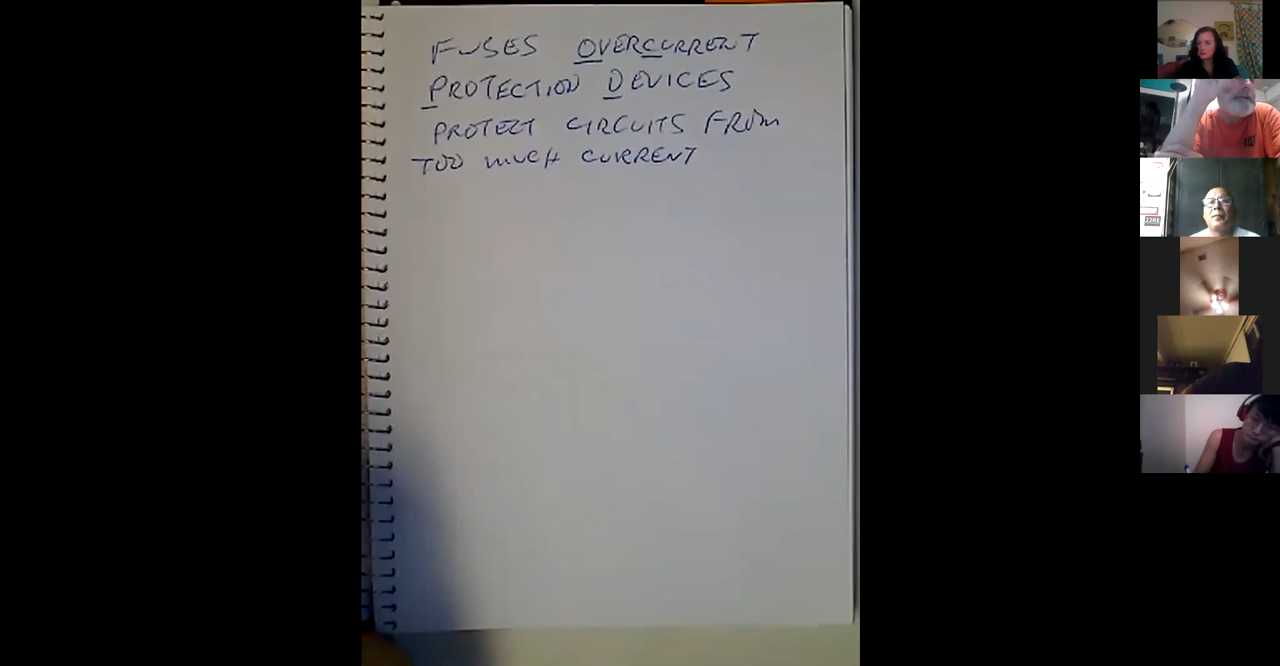 FUSES OVERCURRENT
PROTECTION DEVICES
PROTECT CIRCUITS FROM
TOO MUCH CURRENT